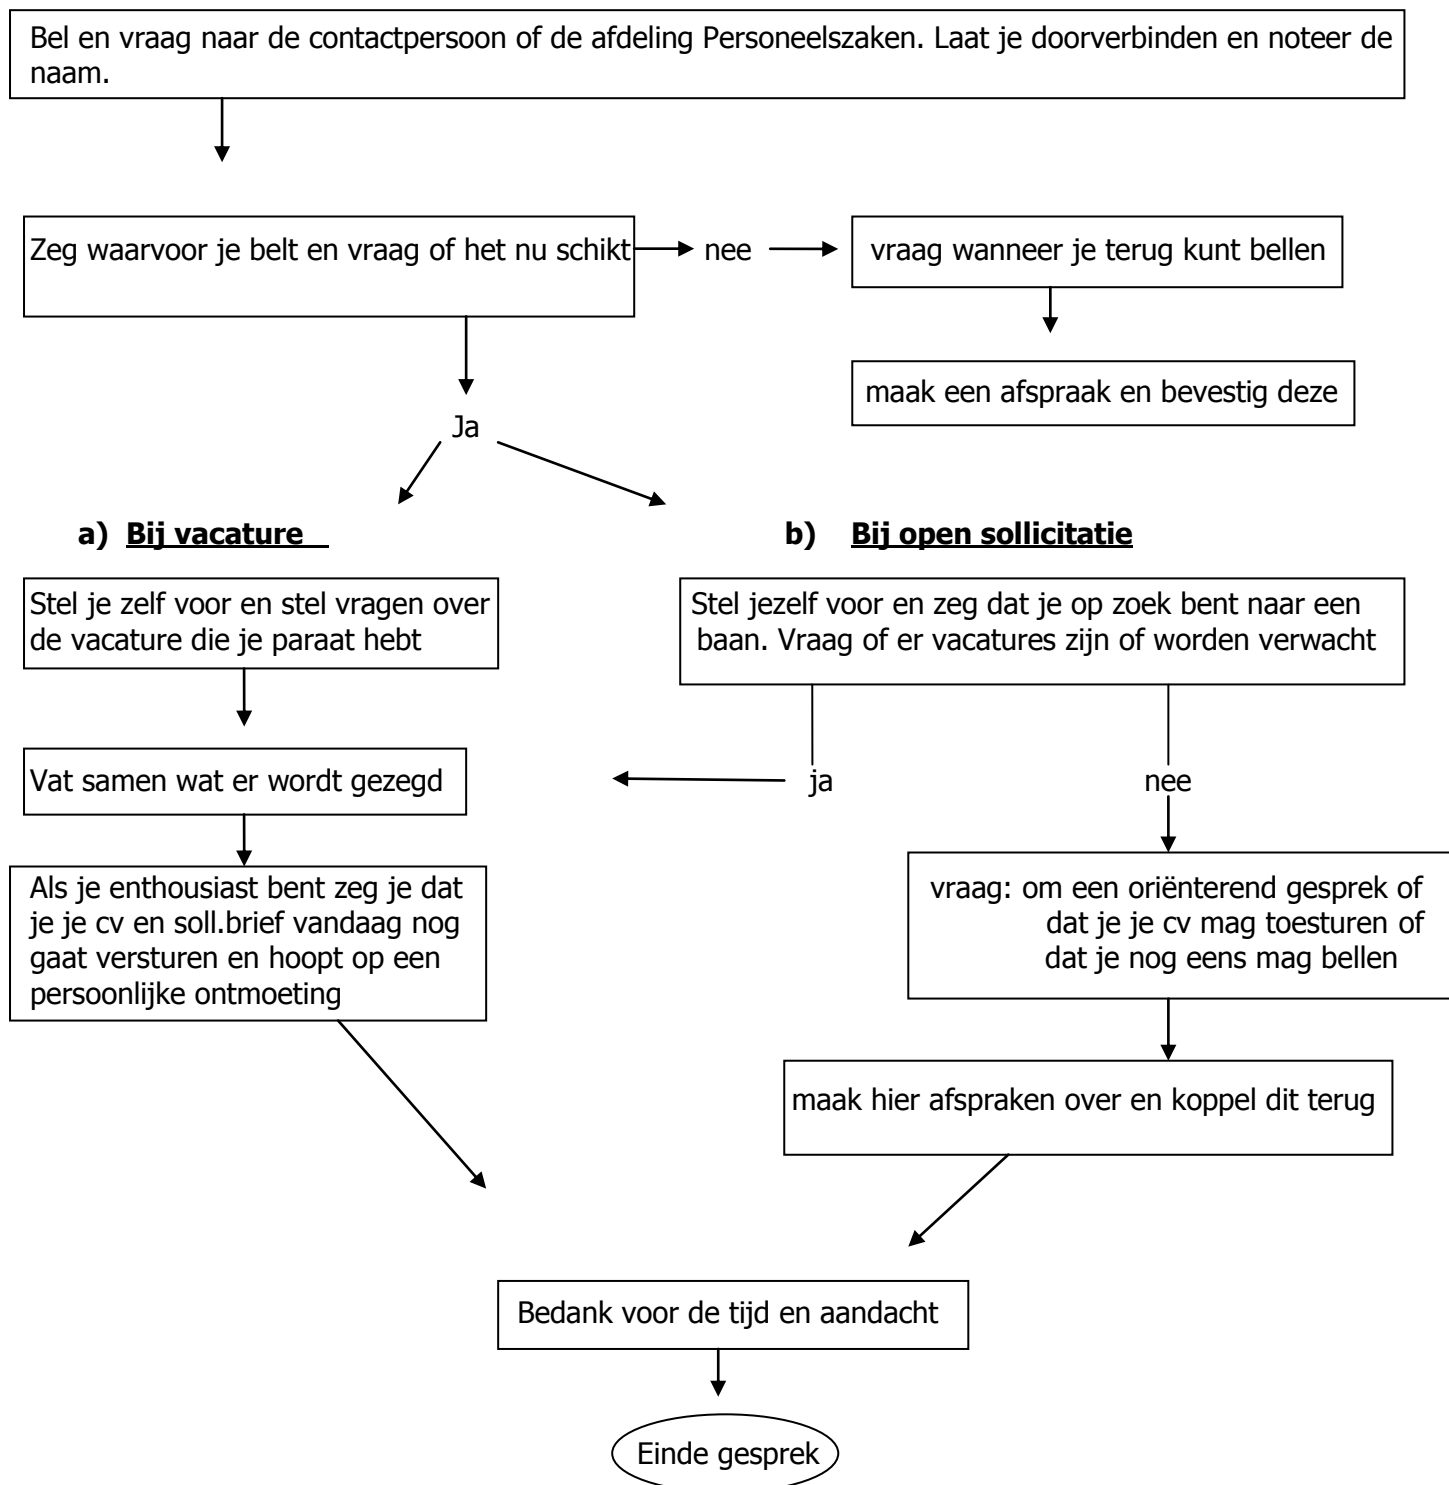 Bel en vraag naar de contactpersoon of de afdeling Personeelszaken. Laat je doorverbinden en noteer de
naam.
Zeg waarvoor je belt en vraag of het nu schikt
nee
vraag wanneer je terug kunt bellen
maak een afspraak en bevestig deze
Ja
a) Bij vacature
b) Bij open sollicitatie
Stel je zelf voor en stel vragen over
de vacature die je paraat hebt
Stel jezelf voor en zeg dat je op zoek bent naar een
baan. Vraag of er vacatures zijn of worden verwacht
Vat samen wat er wordt gezegd
ja
nee
Als je enthousiast bent zeg je dat
je je cv en soll.brief vandaag nog
gaat versturen en hoopt op een
persoonlijke ontmoeting
vraag: om een oriënterend gesprek of
dat je je cv mag toesturen of
dat je nog eens mag bellen
maak hier afspraken over en koppel dit terug
Bedank voor de tijd en aandacht
Einde gesprek